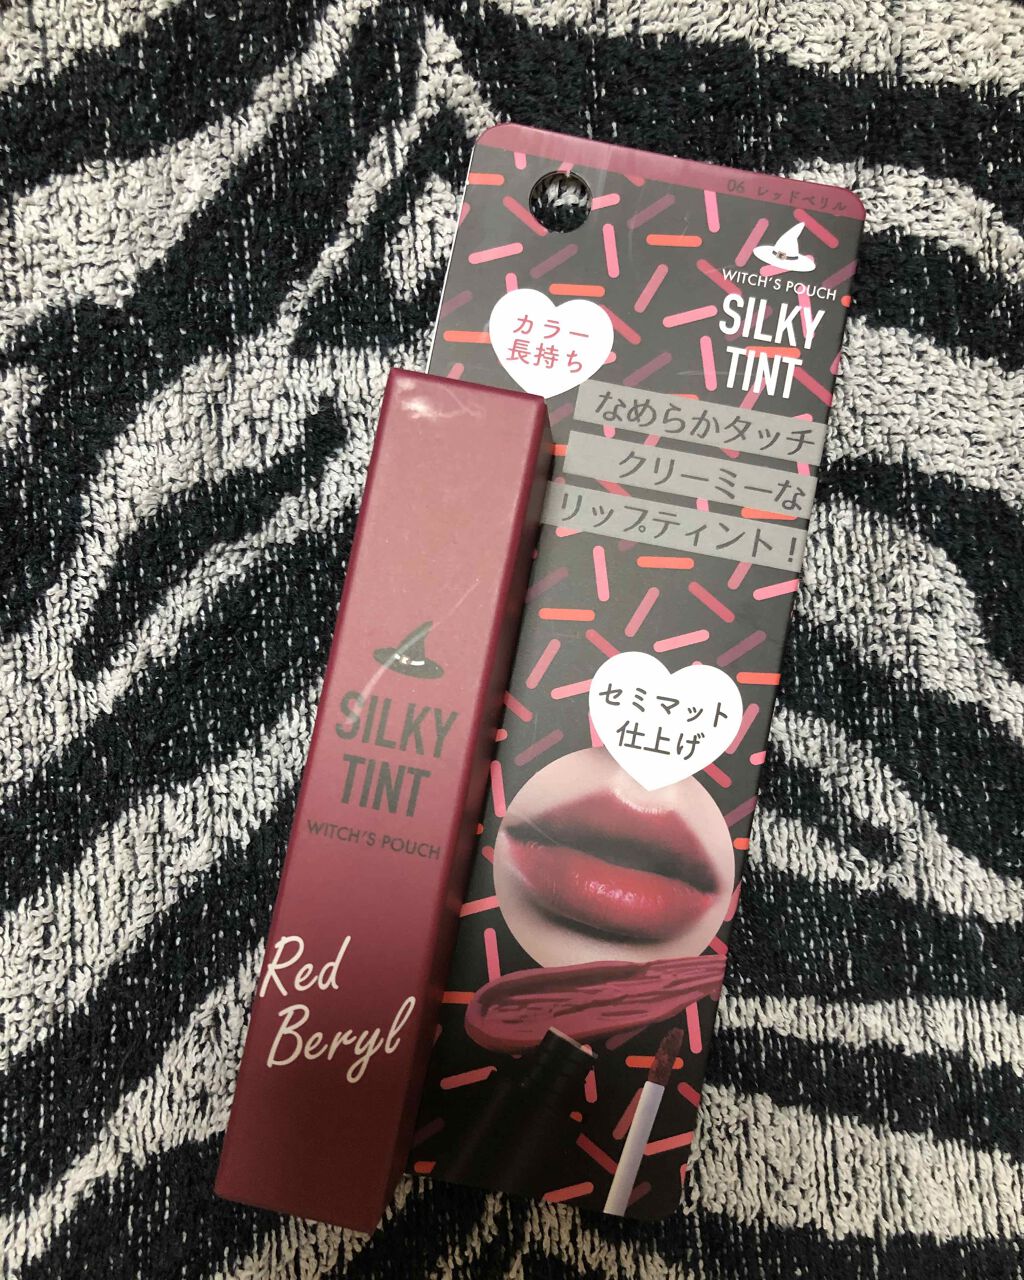 06 レッドベリル
WITCH'S POUCH
SILKY
TINT
カラー
長持ち
なめらかタッチ
クリーミーな
リップティント！
セミマット
仕上げ
SILKY
TINT
WITCH'S POUCH
Red
Beryl